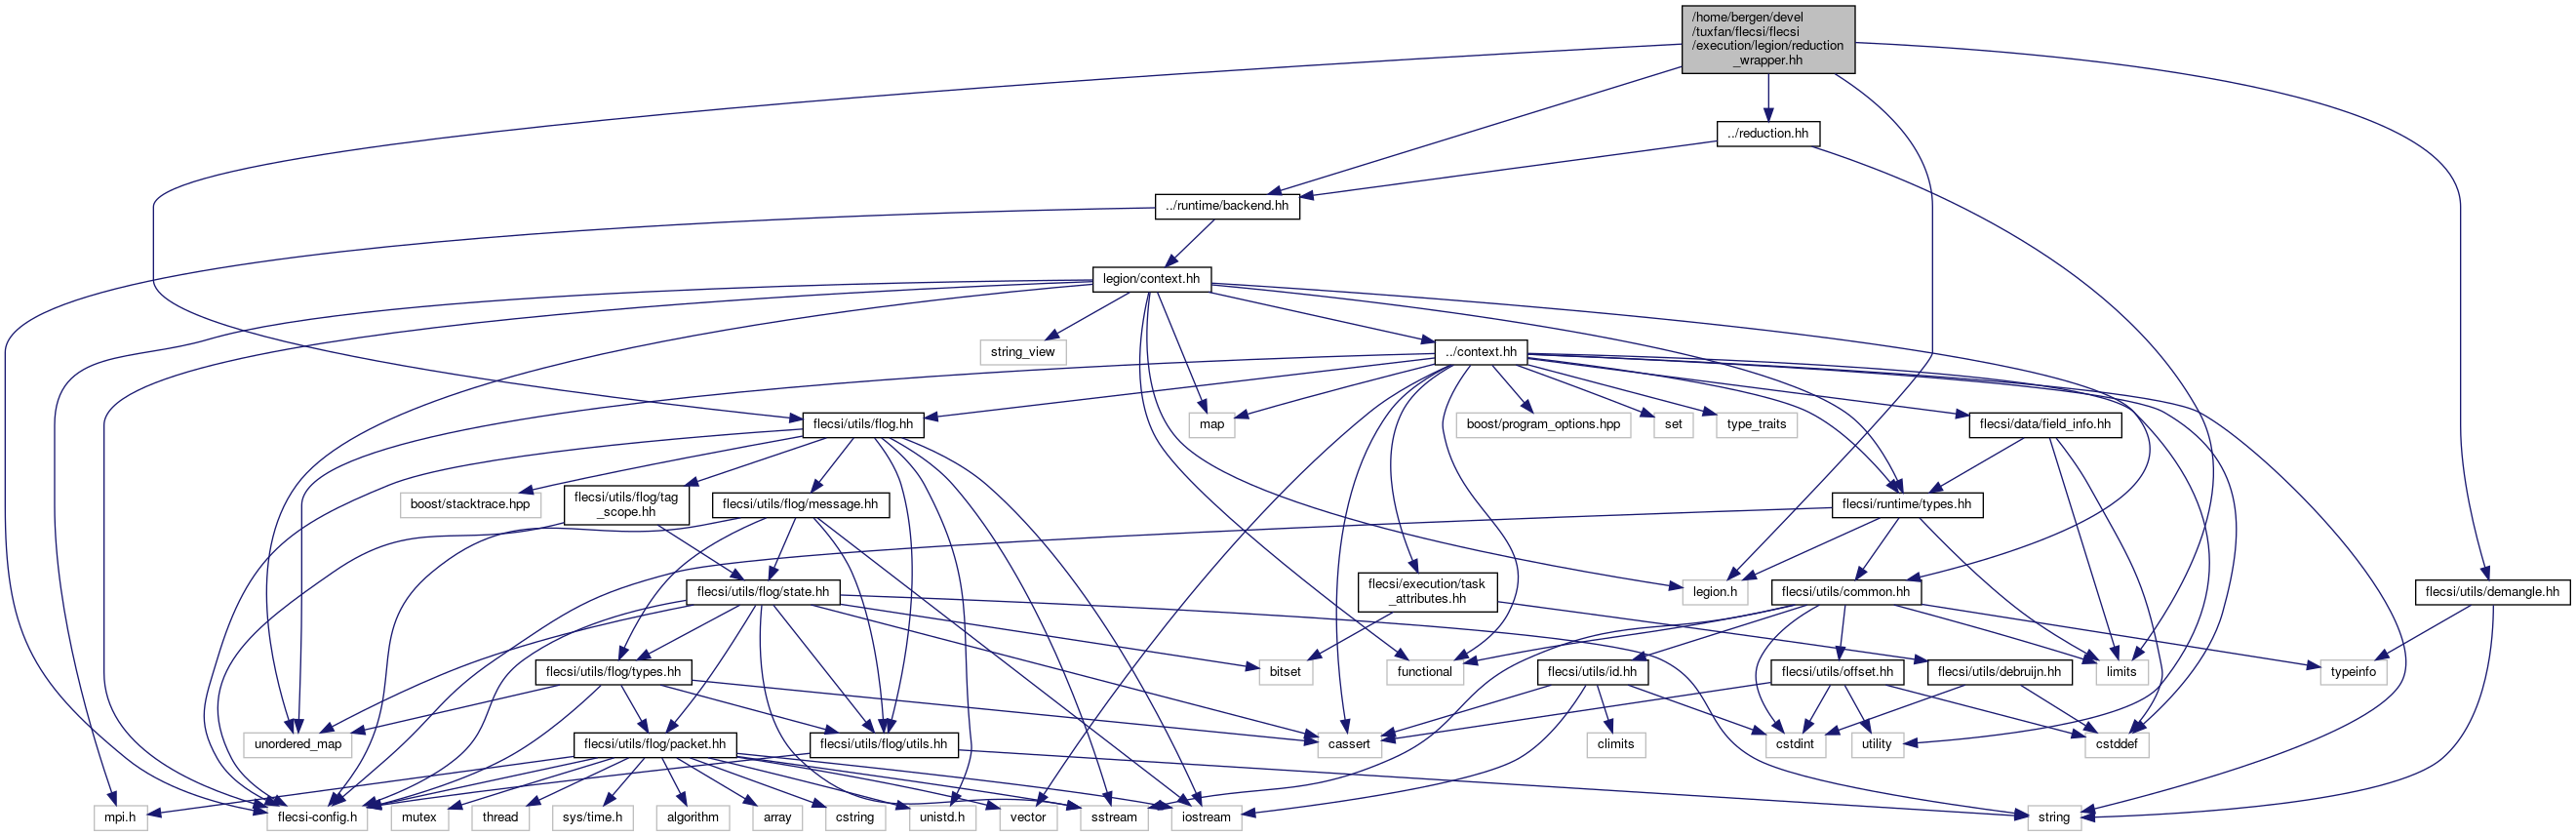 /home/bergen/devel
/tuxfan/flecsi/flecsi
/execution/legion/reduction
_wrapper.hh
../reduction.hh
../runtime/backend.hh
legion/context.hh
string_view
../context.hh
flecsi/utils/flog.hh
map
boost/program_options.hpp
set
type_traits
flecsi/data/field_info.hh
boost/stacktrace.hpp
flecsi/utils/flog/tag
_scope.hh
flecsi/utils/flog/message.hh
flecsi/runtime/types.hh
flecsi/utils/flog/state.hh
flecsi/execution/task
_attributes.hh
legion.h
flecsi/utils/common.hh
flecsi/utils/demangle.hh
flecsi/utils/flog/types.hh
bitset
functional
flecsi/utils/id.hh
flecsi/utils/offset.hh
flecsi/utils/debruijn.hh
limits
typeinfo
unordered_map
flecsi/utils/flog/packet.hh
flecsi/utils/flog/utils.hh
cassert
climits
cstdint
utility
cstddef
mpi.h
flecsi-config.h
mutex
thread
sys/time.h
algorithm
array
cstring
unistd.h
vector
sstream
iostream
string